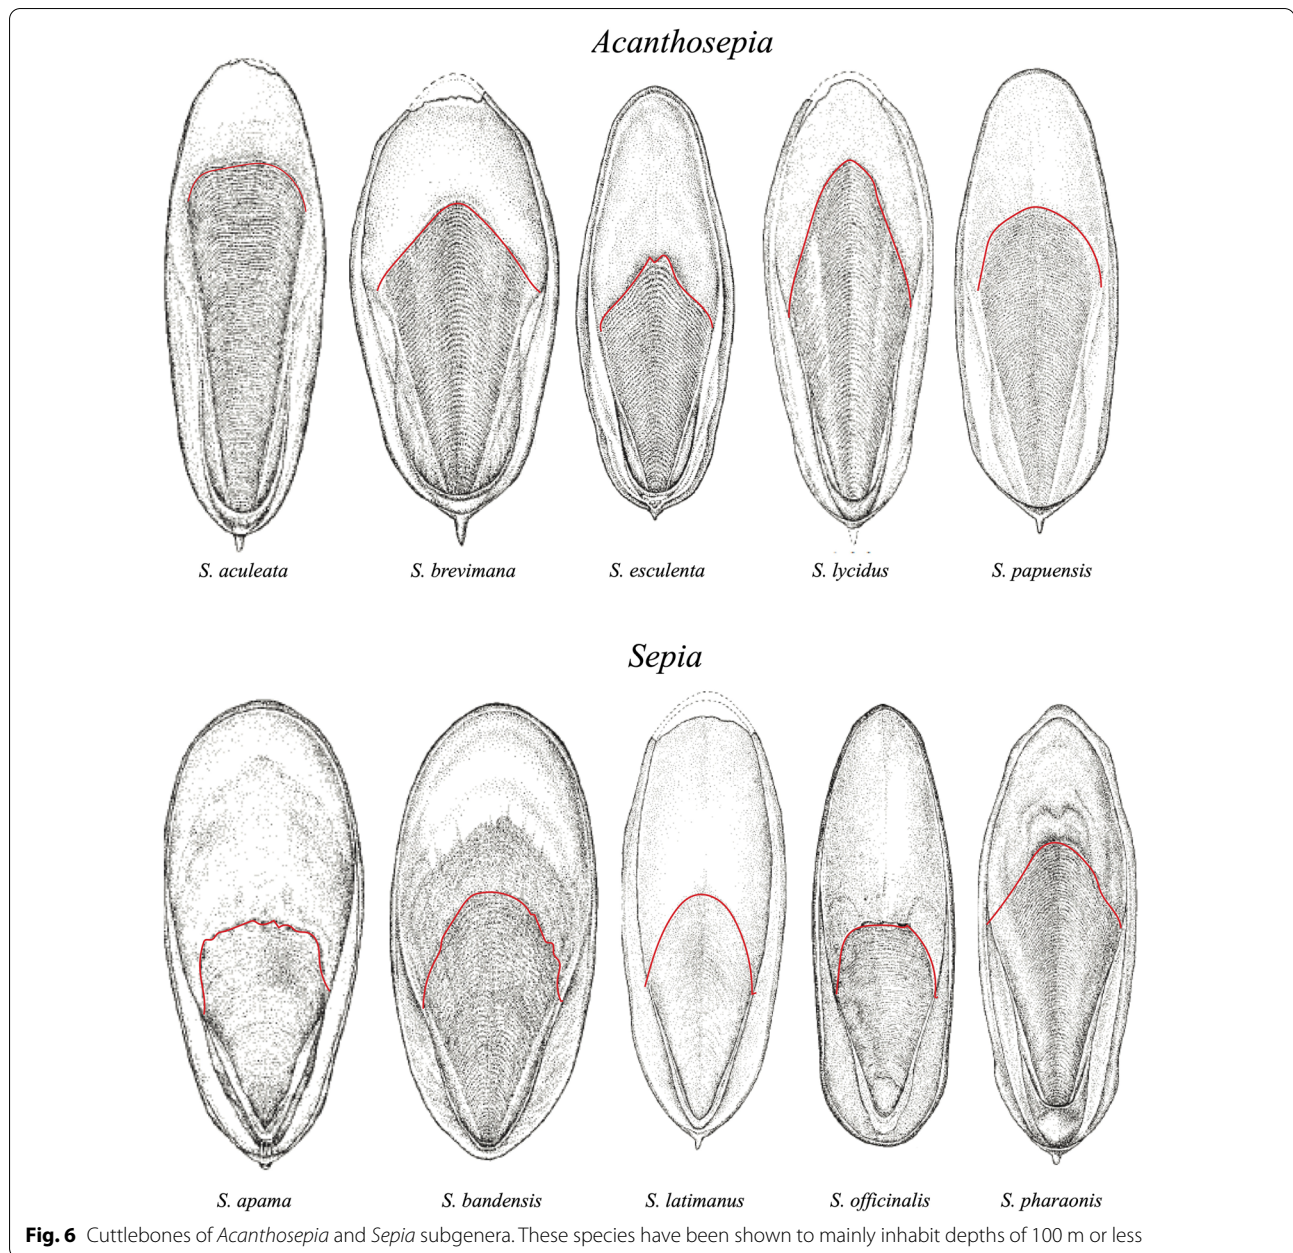 Acanthosepia
S. aculeata S. brevimana S. esculenta S. lycidus S. papuensis
Sepia
S. apama S. bandensis S. latimanus S. officinalis S. pharaonis
Fig. 6 Cuttlebones of Acanthosepia and Sepia subgenera. These species have been shown to mainly inhabit depths of 100 m or less